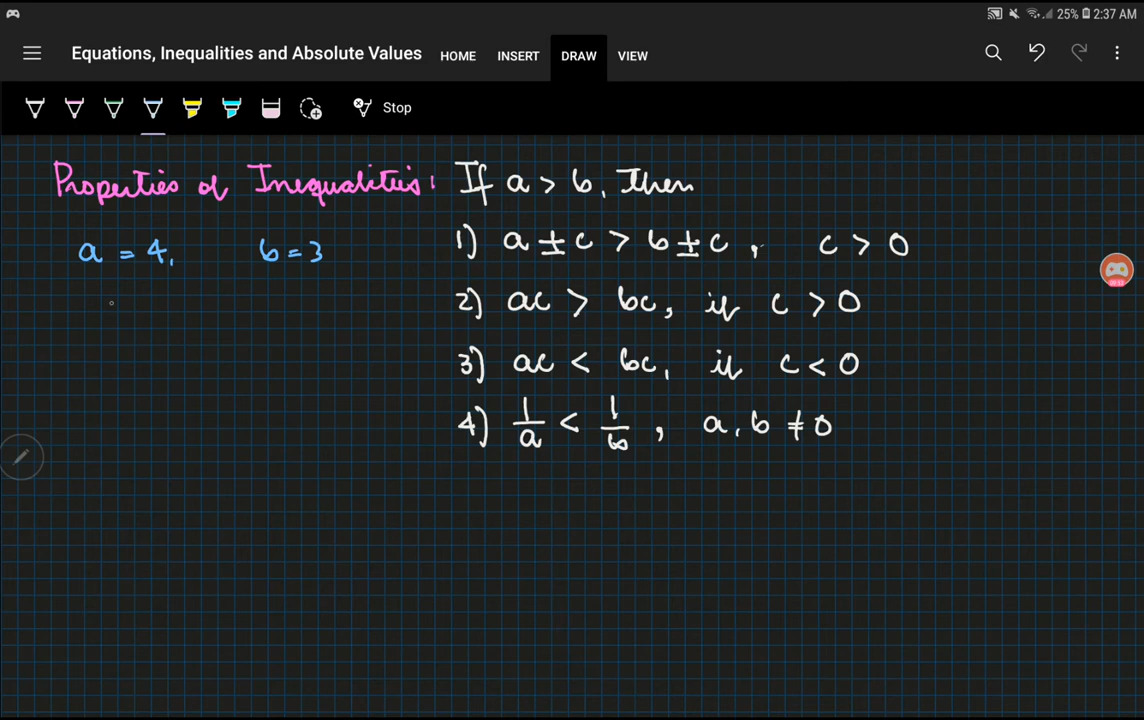 25% 2:37 AM
Equations, Inequalities and Absolute Values HOME INSERT DRAW VIEW
Stop
Properties of Inequalities: If a > b, Then
a = 4, b = 3
1) a ± c > b ± c, c > 0
2) ac > bc, if c > 0
3) ac < bc, if c < 0
4) 1/a < 1/b, a, b ≠ 0